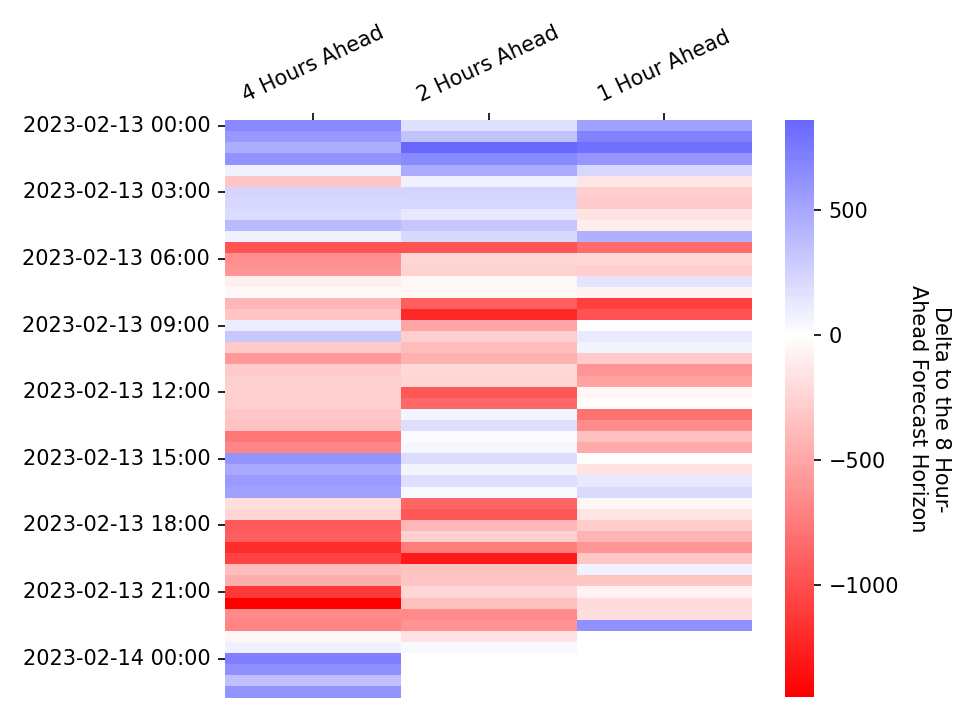 4 Hours Ahead
2 Hours Ahead
1 Hour Ahead
2023-02-13 00:00
2023-02-13 03:00
2023-02-13 06:00
2023-02-13 09:00
2023-02-13 12:00
2023-02-13 15:00
2023-02-13 18:00
2023-02-13 21:00
2023-02-14 00:00
500
0
−500
−1000
Delta to the 8 Hour-
Ahead Forecast Horizon